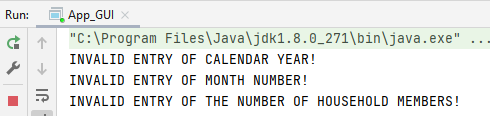 Run: App_GUI
"C:\Program Files\Java\jdk1.8.0_271\bin\java.exe" ...
INVALID ENTRY OF CALENDAR YEAR!
INVALID ENTRY OF MONTH NUMBER!
INVALID ENTRY OF THE NUMBER OF HOUSEHOLD MEMBERS!